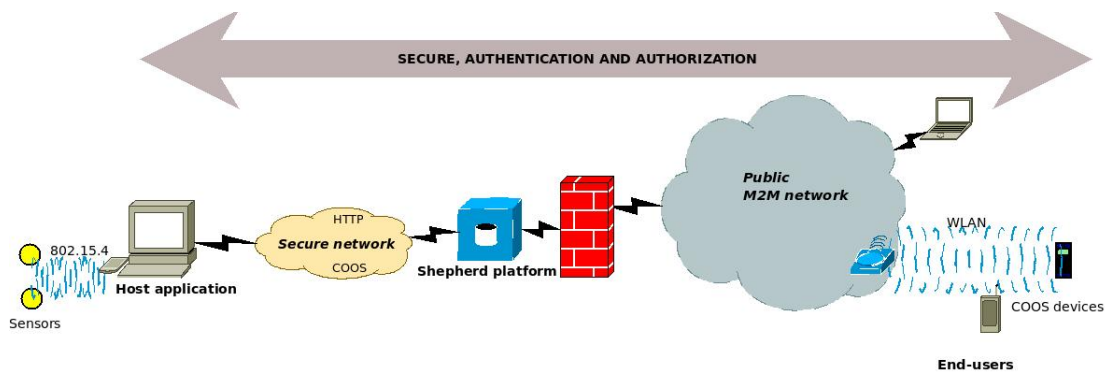 SECURE, AUTHENTICATION AND AUTHORIZATION
Public
M2M network
HTTP
Secure network
COOS
WLAN
802.15.4
Shepherd platform
Host application
Sensors
COOS devices
End-users